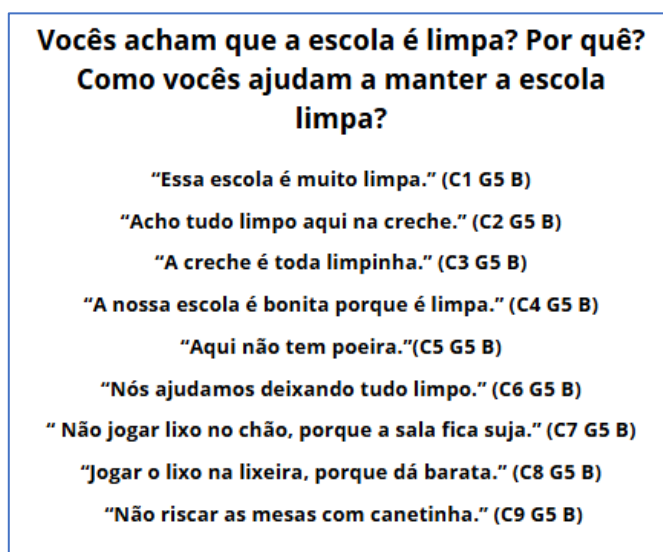 Vocês acham que a escola é limpa? Por quê?
Como vocês ajudam a manter a escola
limpa?
“Essa escola é muito limpa.” (C1 G5 B)
“Acho tudo limpo aqui na creche.” (C2 G5 B)
“A creche é toda limpinha.” (C3 G5 B)
“A nossa escola é bonita porque é limpa.” (C4 G5 B)
“Aqui não tem poeira.”(C5 G5 B)
“Nós ajudamos deixando tudo limpo.” (C6 G5 B)
“ Não jogar lixo no chão, porque a sala fica suja.” (C7 G5 B)
“Jogar o lixo na lixeira, porque dá barata.” (C8 G5 B)
“Não riscar as mesas com canetinha.” (C9 G5 B)